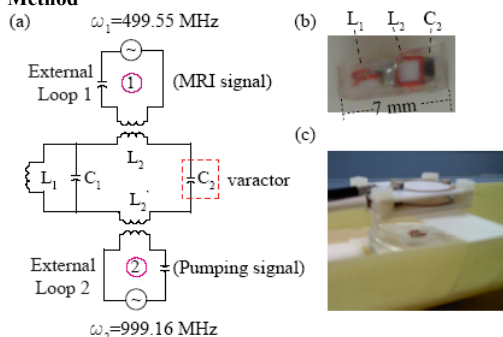 Method
(a)
ω₁=499.55 MHz
External
Loop 1
1
(MRI signal)
L₂
L₁
C₁
C₂
varactor
L₂
External
Loop 2
2
(Pumping signal)
ω₂=999.16 MHz
(b)
L₁ L₂ C₂
7 mm
(c)